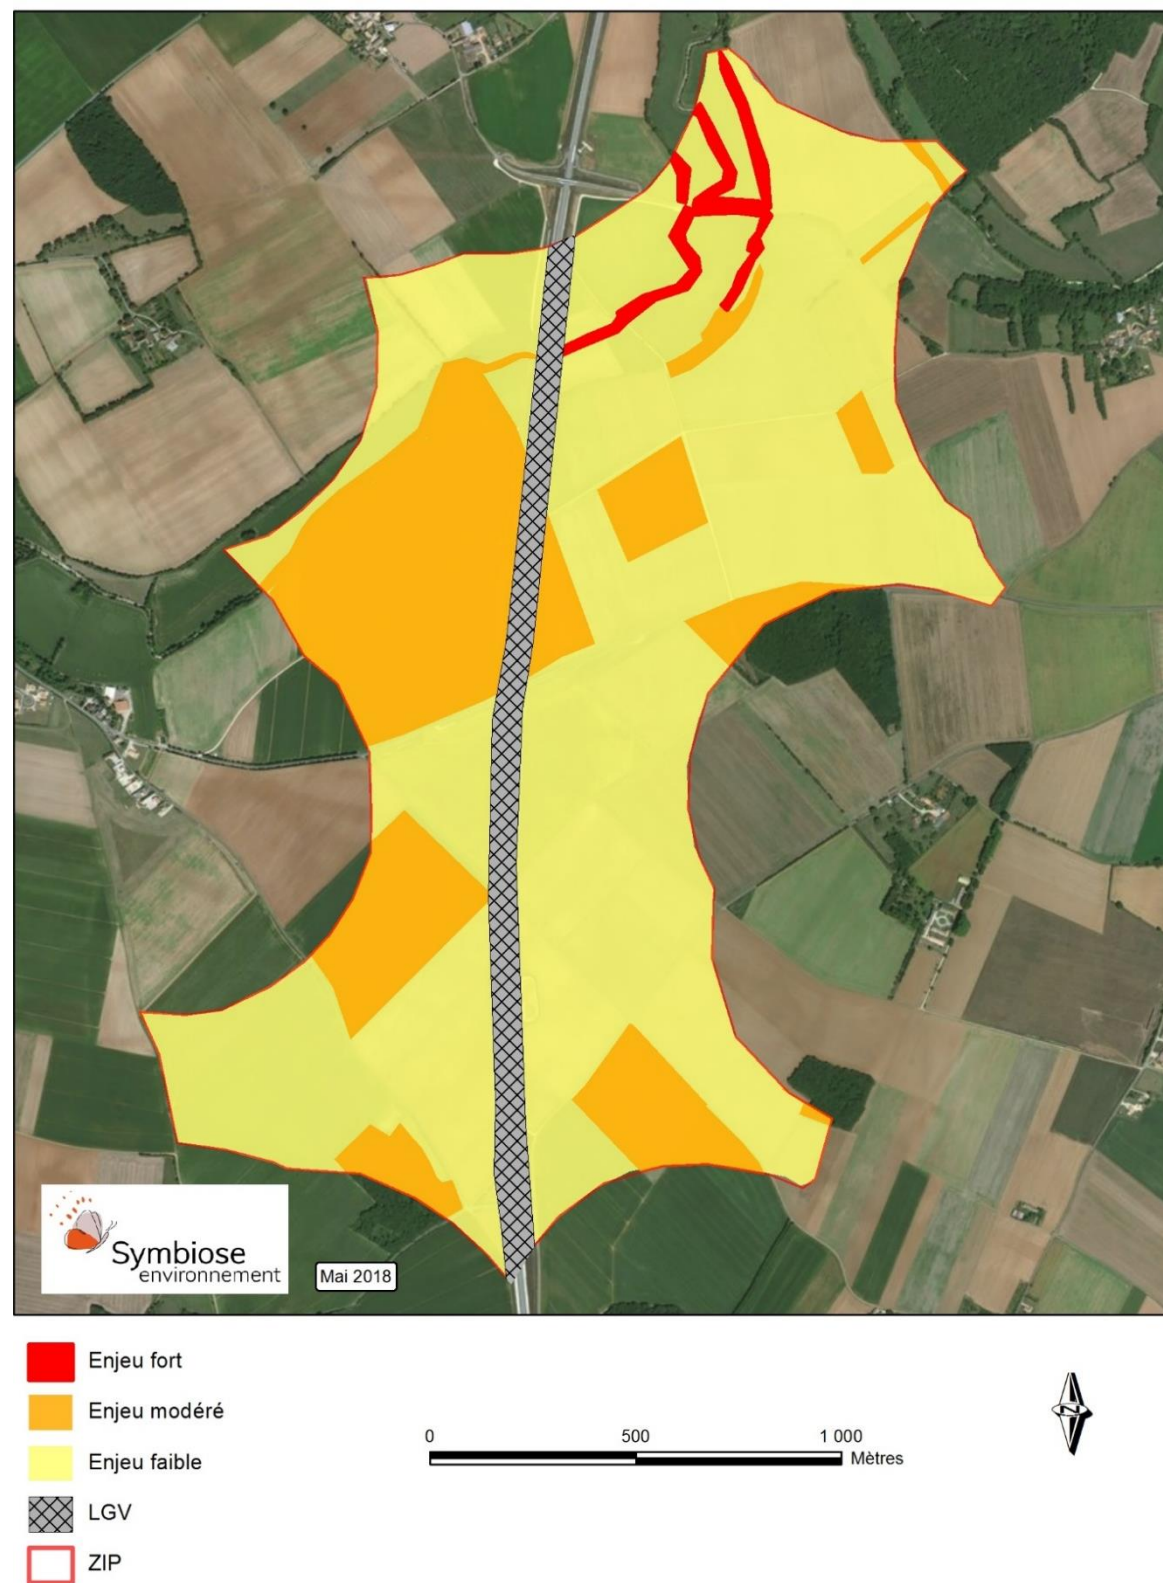 Symbiose
environnement
Mai 2018
Enjeu fort
Enjeu modéré
Enjeu faible
LGV
ZIP
0 500 1 000
Mètres
N